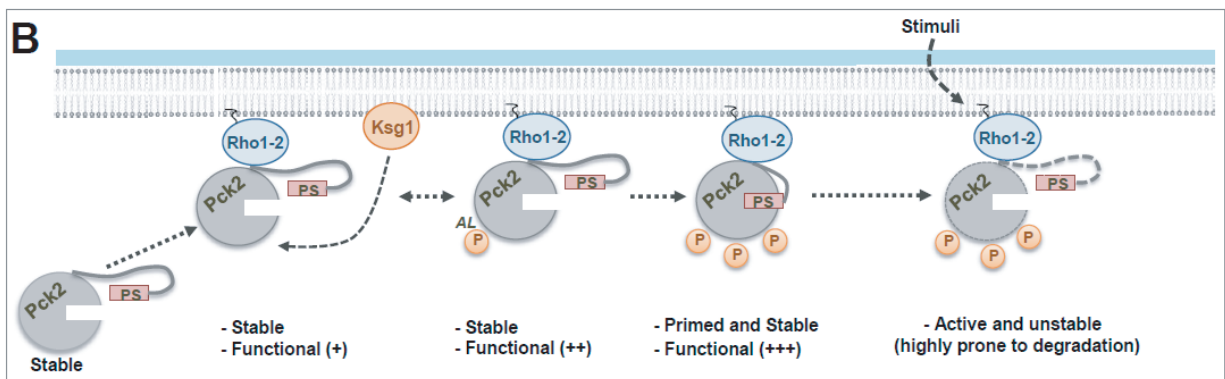 B
Stimuli
Rho1-2
Ksg1
Rho1-2
Rho1-2
Rho1-2
Pck2
PS
Pck2
PS
Pck2
PS
Pck2
PS
AL
P
P P P
P P P
Pck2
PS
Stable
- Stable
- Functional (+)
- Stable
- Functional (++)
- Primed and Stable
- Functional (+++)
- Active and unstable
(highly prone to degradation)